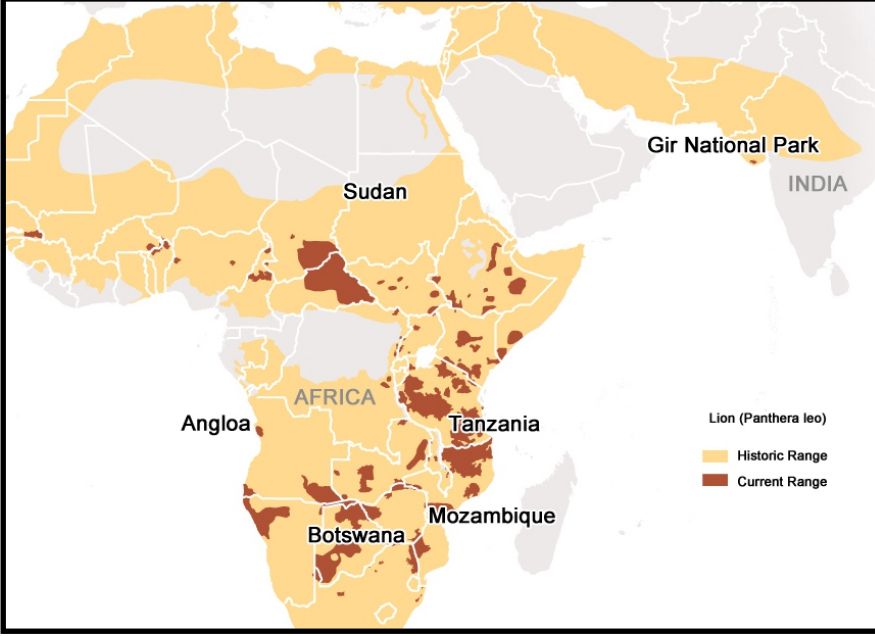 Gir National Park
INDIA
Sudan
AFRICA
Angloa
Tanzania
Lion (Panthera leo)
Historic Range
Current Range
Mozambique
Botswana